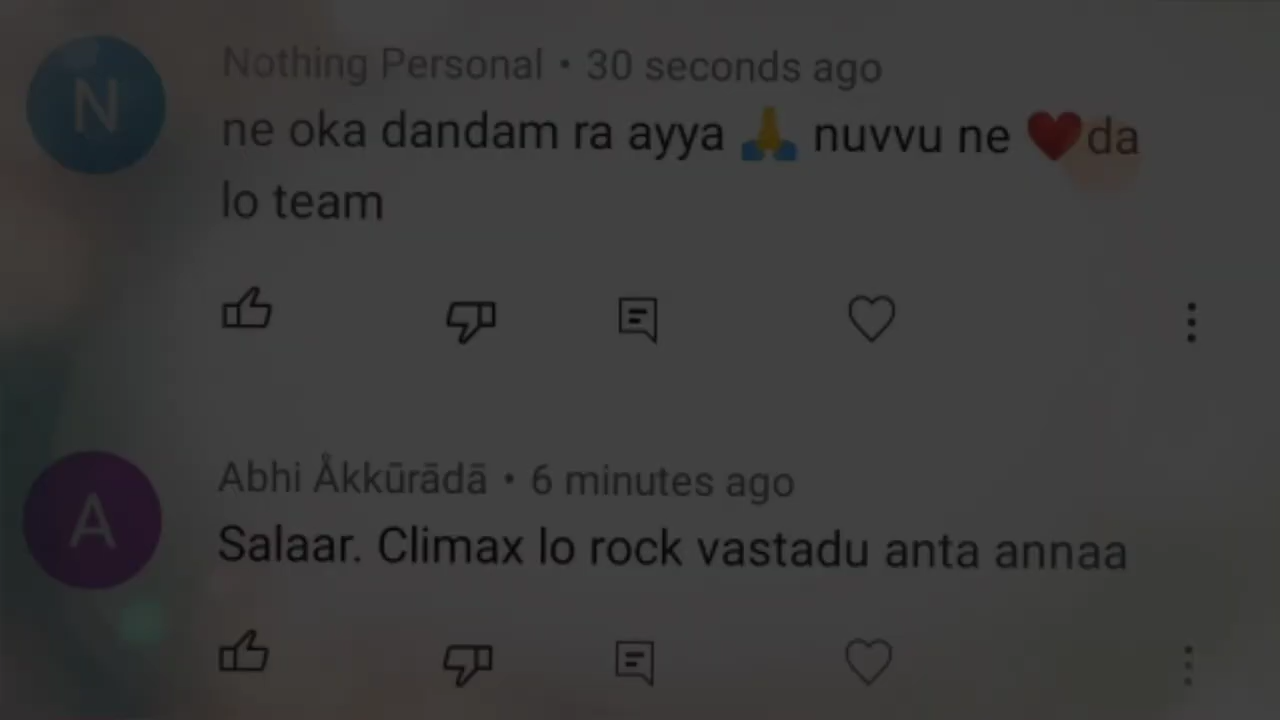 N
Nothing Personal • 30 seconds ago
ne oka dandam ra ayya 🙏 nuvvu ne ❤️da
lo team
A
Abhi Åkkūrādā • 6 minutes ago
Salaar. Climax lo rock vastadu anta annaa